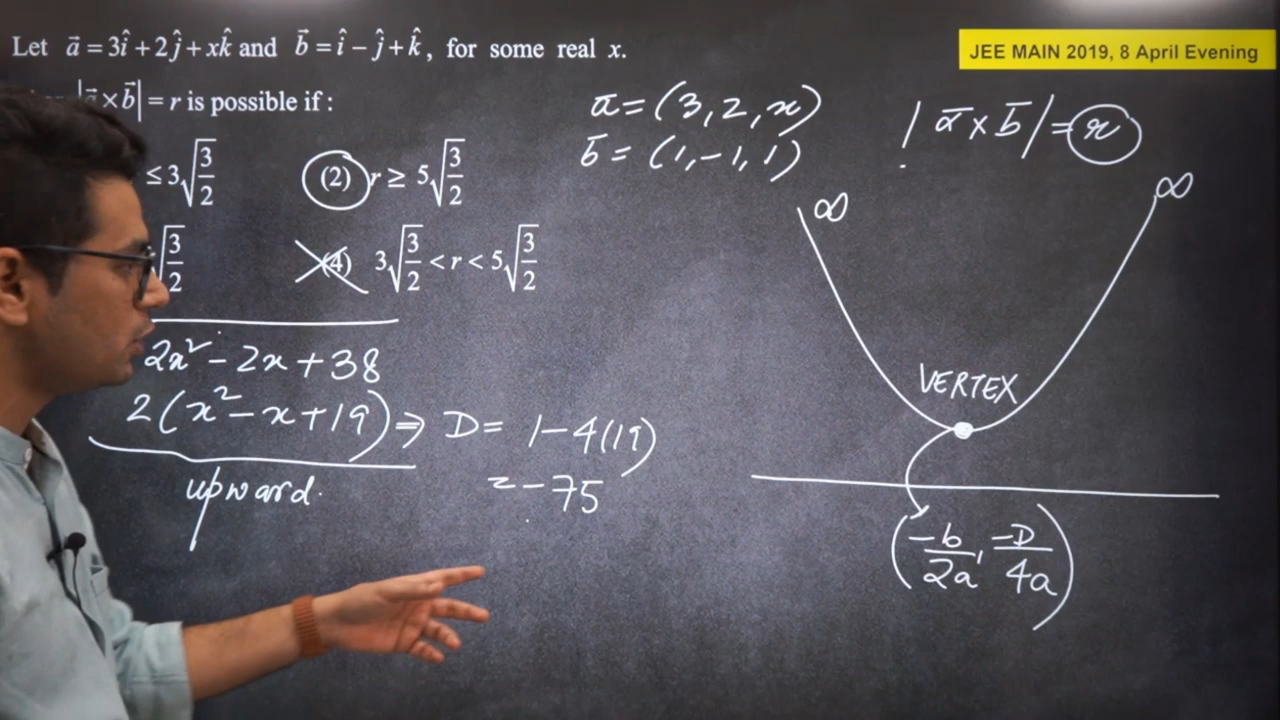 Let a⃗ = 3î + 2ĵ + xk̂ and b⃗ = î − ĵ + k̂, for some real x.
JEE MAIN 2019, 8 April Evening
|a⃗ × b⃗| = r is possible if :
≤ 3√(3/2)
(2) r ≥ 5√(3/2)
√(3/2)
(4) 3√(3/2) < r < 5√(3/2)
a̅ = (3, 2, x)
b̅ = (1, -1, 1)
| a̅ × b̅ | = r
2x² - 2x + 38
2(x² - x + 19) ⇒ D = 1 - 4(19)
= -75
upward.
∞
∞
VERTEX
(-b/2a, -D/4a)